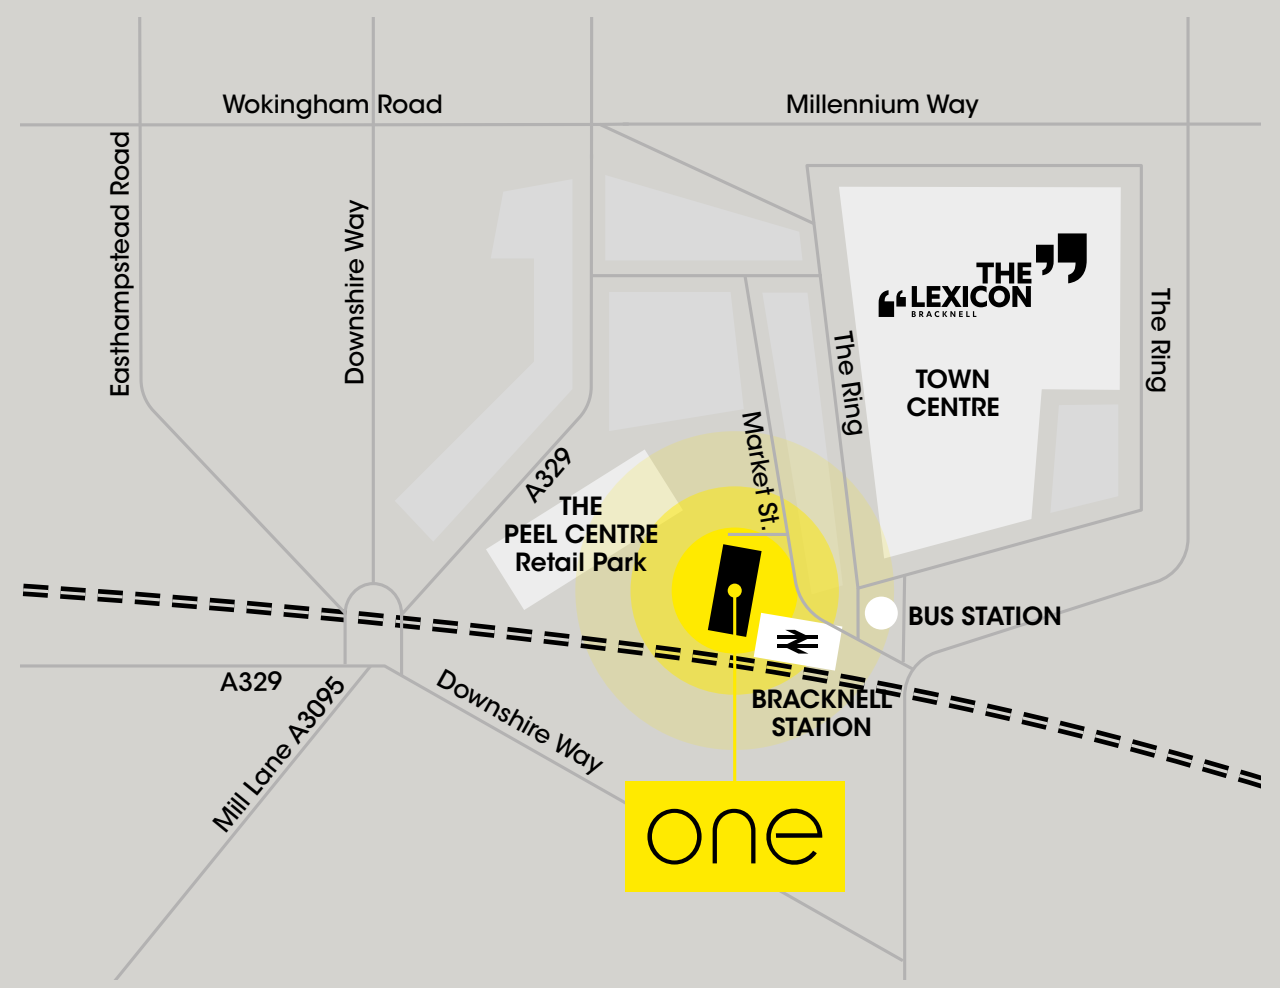 Wokingham Road
Millennium Way
Easthampstead Road
Downshire Way
THE
LEXICON
BRACKNELL
The Ring
The Ring
TOWN
CENTRE
Market St.
A329
THE
PEEL CENTRE
Retail Park
BUS STATION
A329
Mill Lane A3095
Downshire Way
BRACKNELL
STATION
one